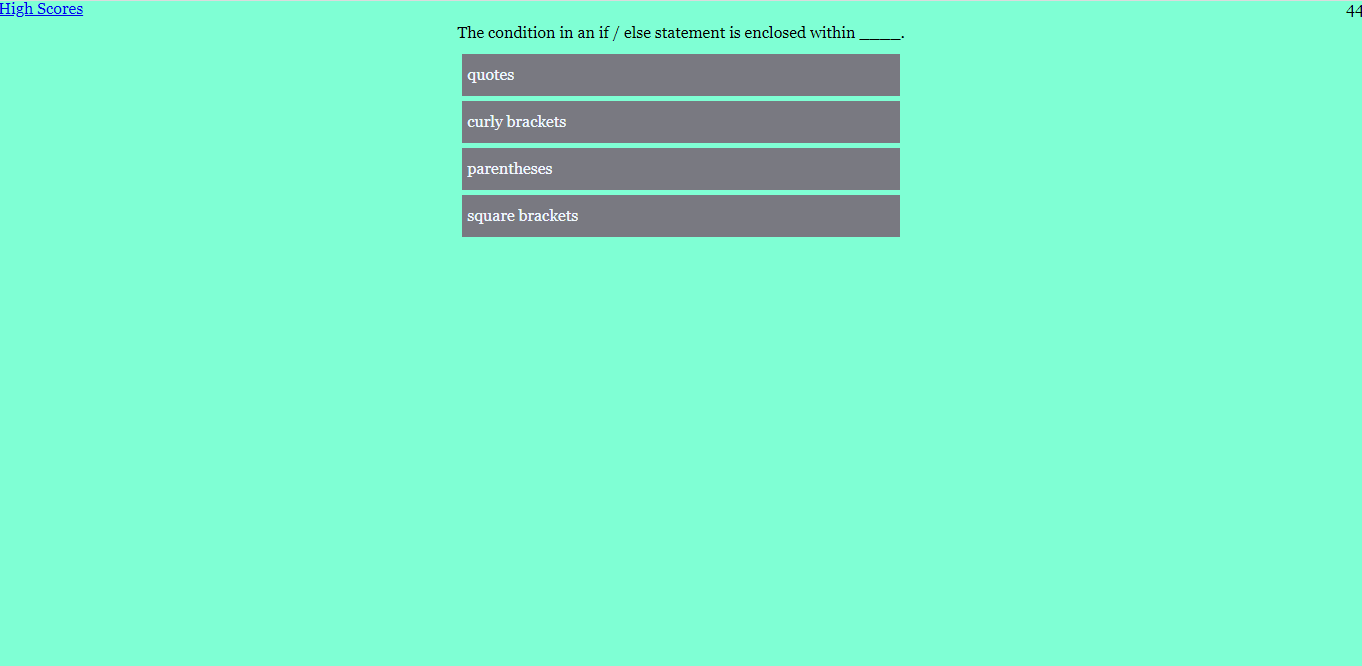 High Scores
44
The condition in an if / else statement is enclosed within ____.
quotes
curly brackets
parentheses
square brackets